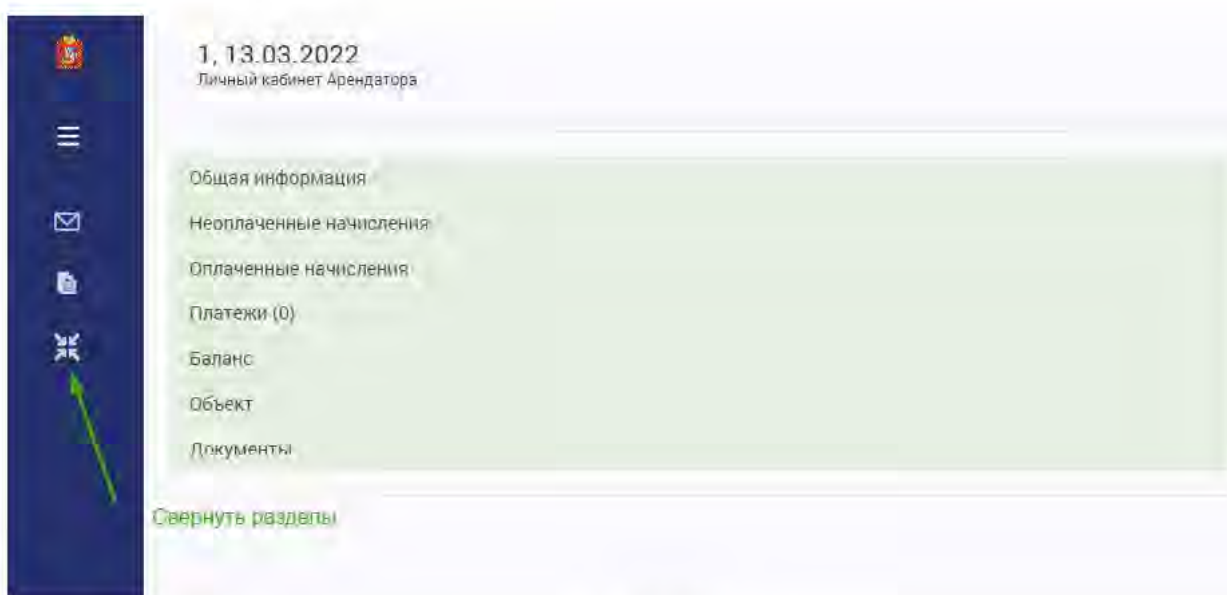 1, 13.03.2022
Личный кабинет Арендатора
Общая информация
Неоплаченные начисления
Оплаченные начисления
Платежи (0)
Баланс
Объект
Документы
Свернуть разделы